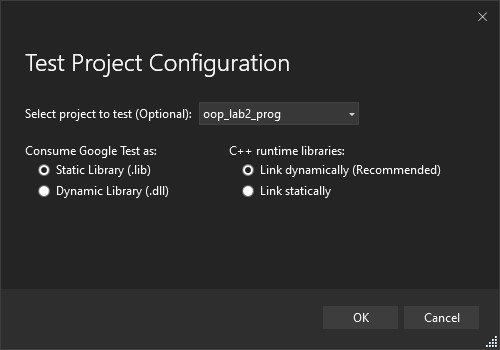 Test Project Configuration
Select project to test (Optional): oop_lab2_prog
Consume Google Test as: C++ runtime libraries:
Static Library (.lib) Link dynamically (Recommended)
Dynamic Library (.dll) Link statically
OK Cancel